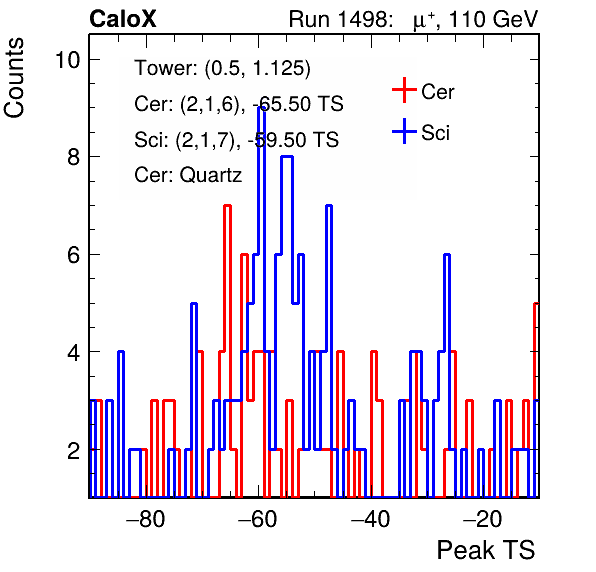 CaloX Run 1498: μ⁺, 110 GeV
Counts
Tower: (0.5, 1.125)
Cer: (2,1,6), -65.50 TS
Sci: (2,1,7), -59.50 TS
Cer: Quartz
Cer
Sci
10
8
6
4
2
−80 −60 −40 −20
Peak TS